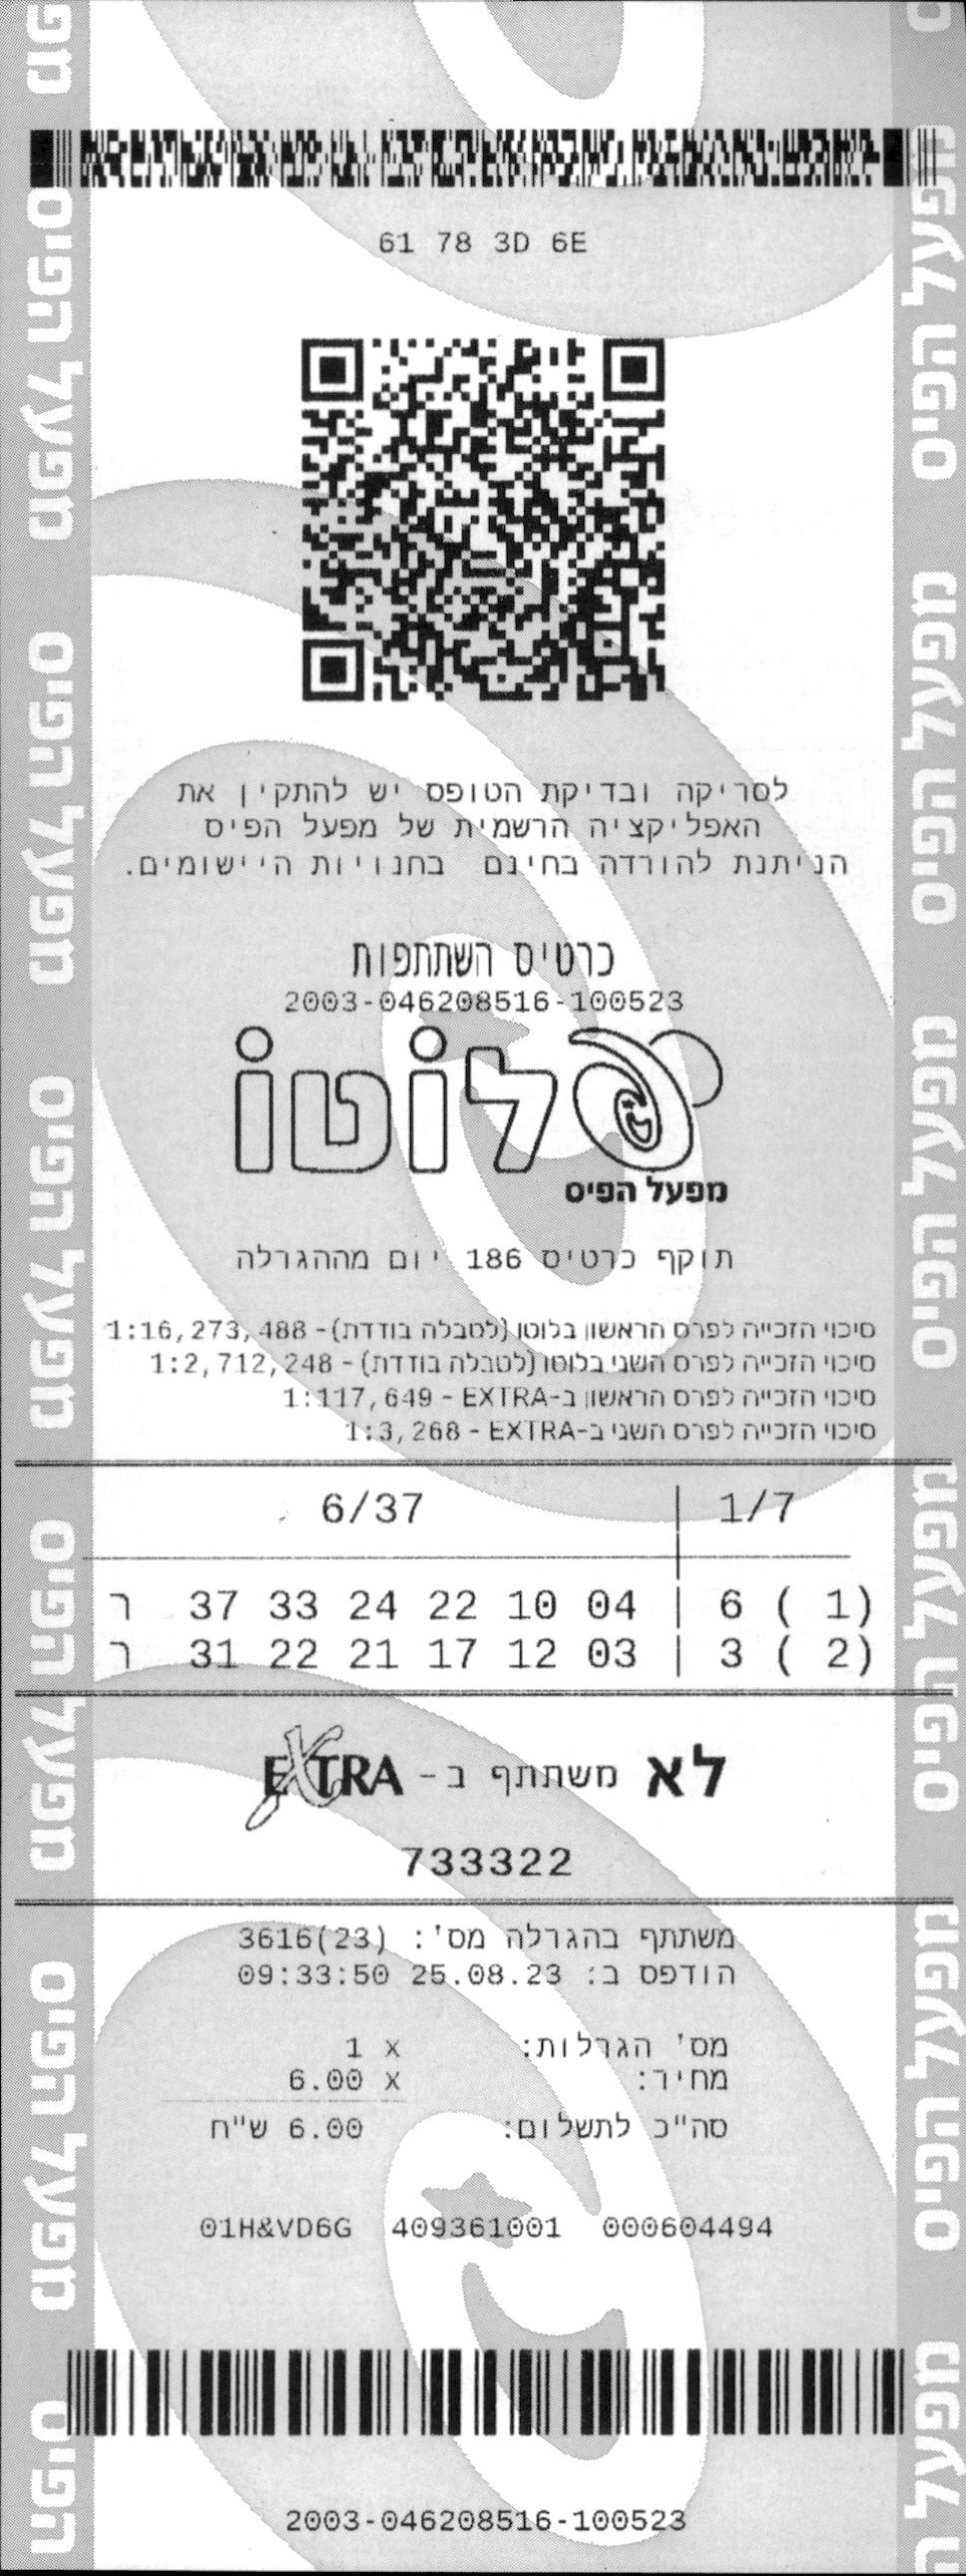 61 78 3D 6E
לסריקה ובדיקת הטופס יש להתקין את
האפליקציה הרשמית של מפעל הפיס
הניתנת להורדה בחינם בחנויות היישומים.
כרטיס השתתפות
2003-046208516-100523
לוטו
מפעל הפיס
תוקף כרטיס 186 יום מההגרלה
סיכוי הזכייה לפרס הראשון בלוטו (לטבלה בודדת)- 1:16,273,488
סיכוי הזכייה לפרס השני בלוטו (לטבלה בודדת) - 1:2,712,248
סיכוי הזכייה לפרס הראשון ב-EXTRA - 1:117,649
סיכוי הזכייה לפרס השני ב-EXTRA - 1:3,268
6/37 | 1/7
ר 37 33 24 22 10 04 | 6 ( 1)
ר 31 22 21 17 12 03 | 3 ( 2)
לא משתתף ב - EXTRA
733322
משתתף בהגרלה מס': 3616(23)
הודפס ב: 25.08.23 09:33:50
מס' הגרלות: x 1
מחיר: x 6.00
סה"כ לתשלום: 6.00 ש"ח
01H&VD6G 409361001 000604494
2003-046208516-100523
מפעל הפיס מפעל הפיס מפעל הפיס מפעל הפיס מפעל הפיס
מפעל הפיס מפעל הפיס מפעל הפיס מפעל הפיס מפעל הפיס